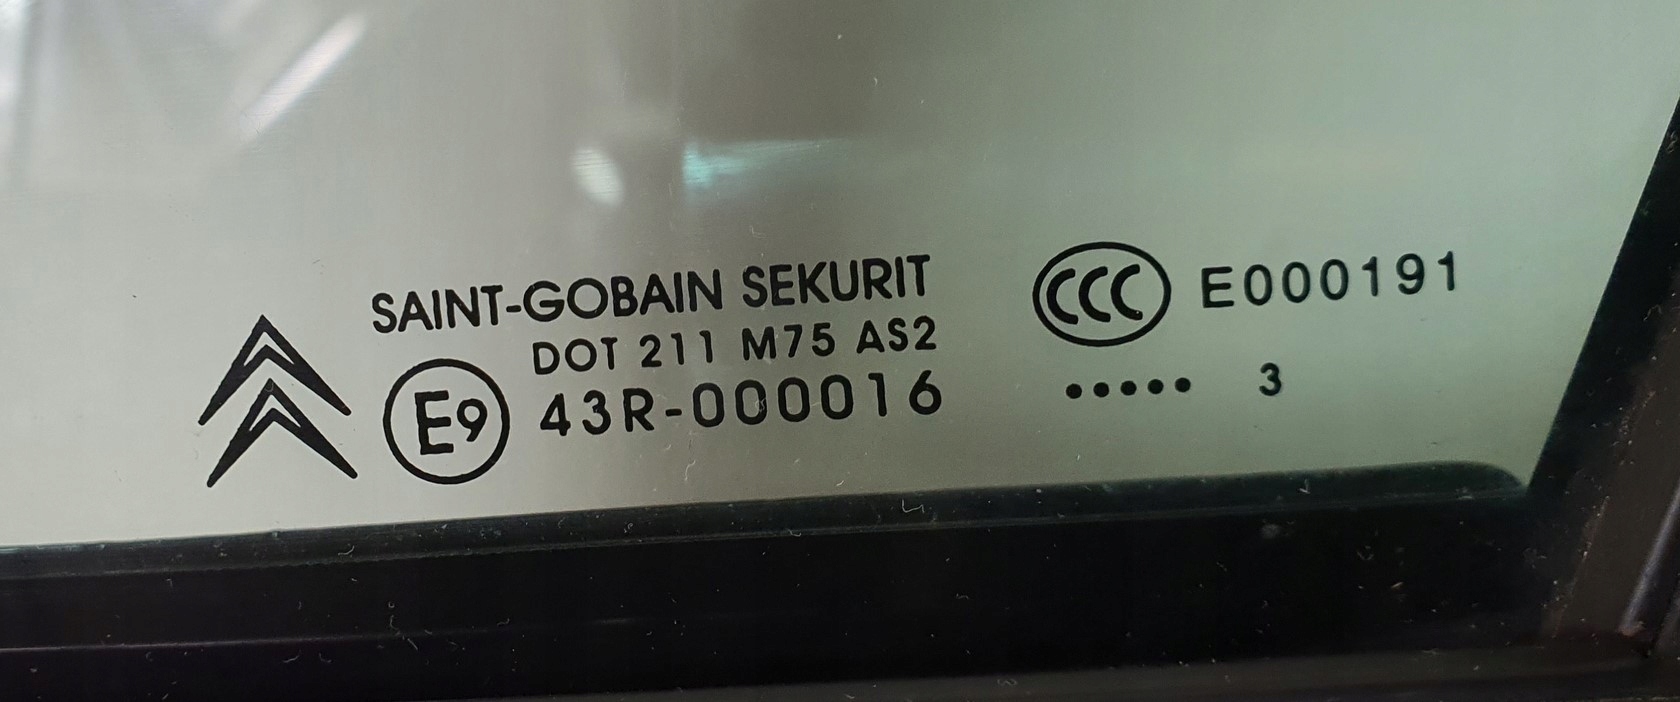 SAINT-GOBAIN SEKURIT
DOT 211 M75 AS2
E9 43R-000016
CCC E000191
••••• 3